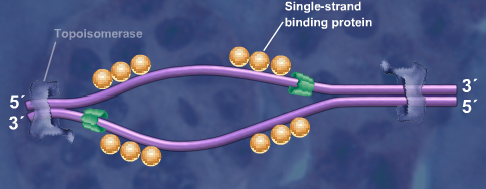 Single-strand
binding protein
Topoisomerase
5´
3´
3´
5´